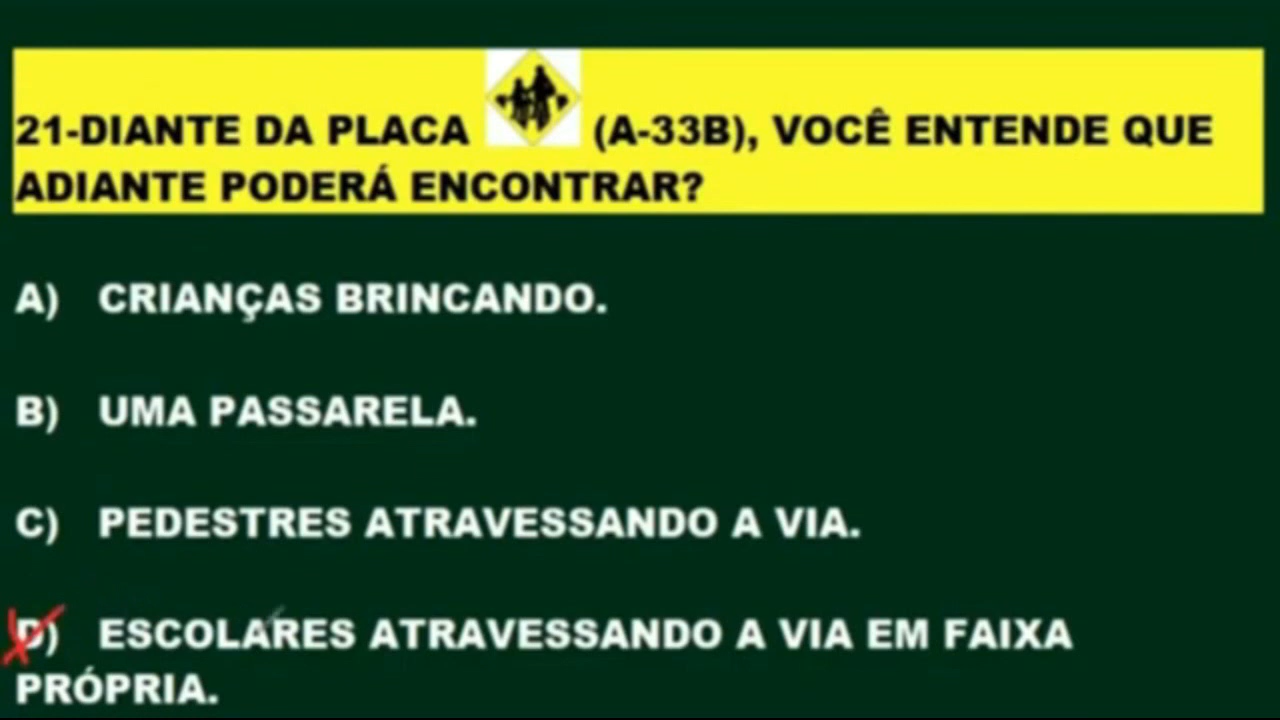 21-DIANTE DA PLACA (A-33B), VOCÊ ENTENDE QUE
ADIANTE PODERÁ ENCONTRAR?
A) CRIANÇAS BRINCANDO.
B) UMA PASSARELA.
C) PEDESTRES ATRAVESSANDO A VIA.
D) ESCOLARES ATRAVESSANDO A VIA EM FAIXA
PRÓPRIA.